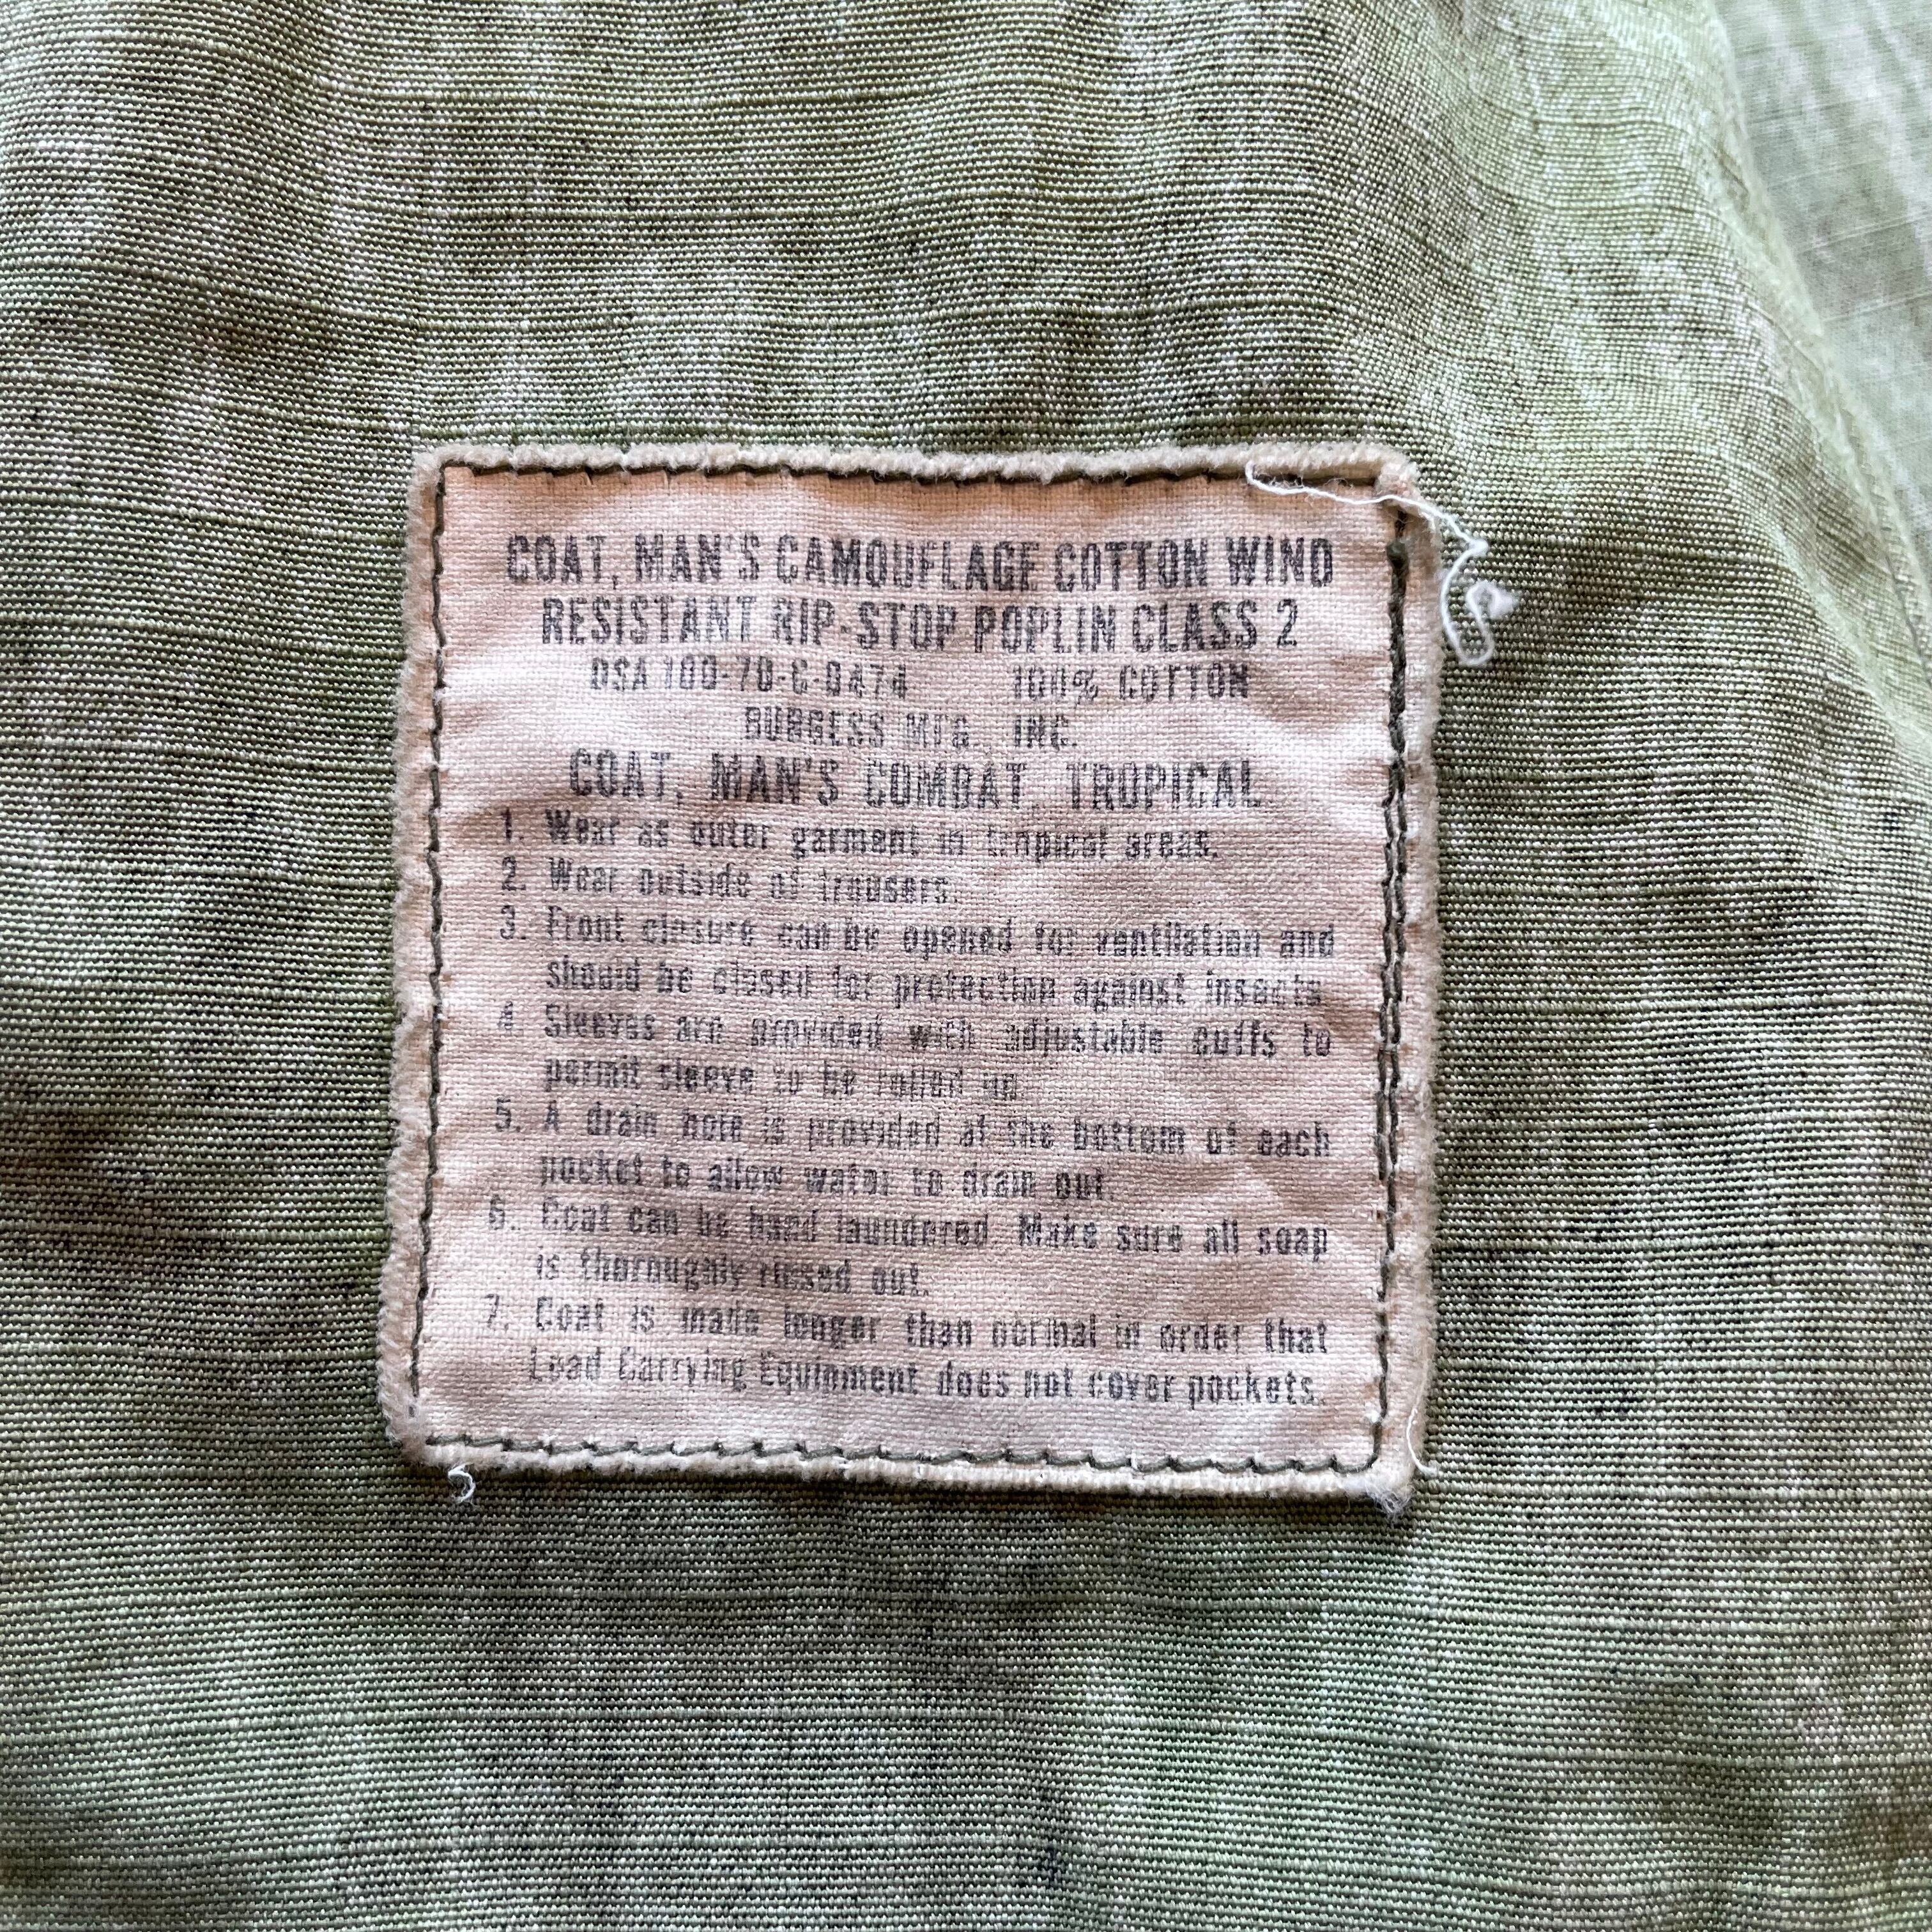 COAT, MAN'S CAMOUFLAGE COTTON WIND
RESISTANT RIP-STOP POPLIN CLASS 2
DSA 100-70-C-0474 100% COTTON
BURGESS MFG., INC.
COAT, MAN'S COMBAT, TROPICAL
1. Wear as outer garment in tropical areas.
2. Wear outside of trousers.
3. Front closure can be opened for ventilation and
should be closed for protection against insects.
4. Sleeves are provided with adjustable cuffs to
permit sleeve to be rolled up.
5. A drain hole is provided at the bottom of each
pocket to allow water to drain out.
6. Coat can be hand laundered. Make sure all soap
is thoroughly rinsed out.
7. Coat is made longer than normal in order that
Load Carrying Equipment does not cover pockets.